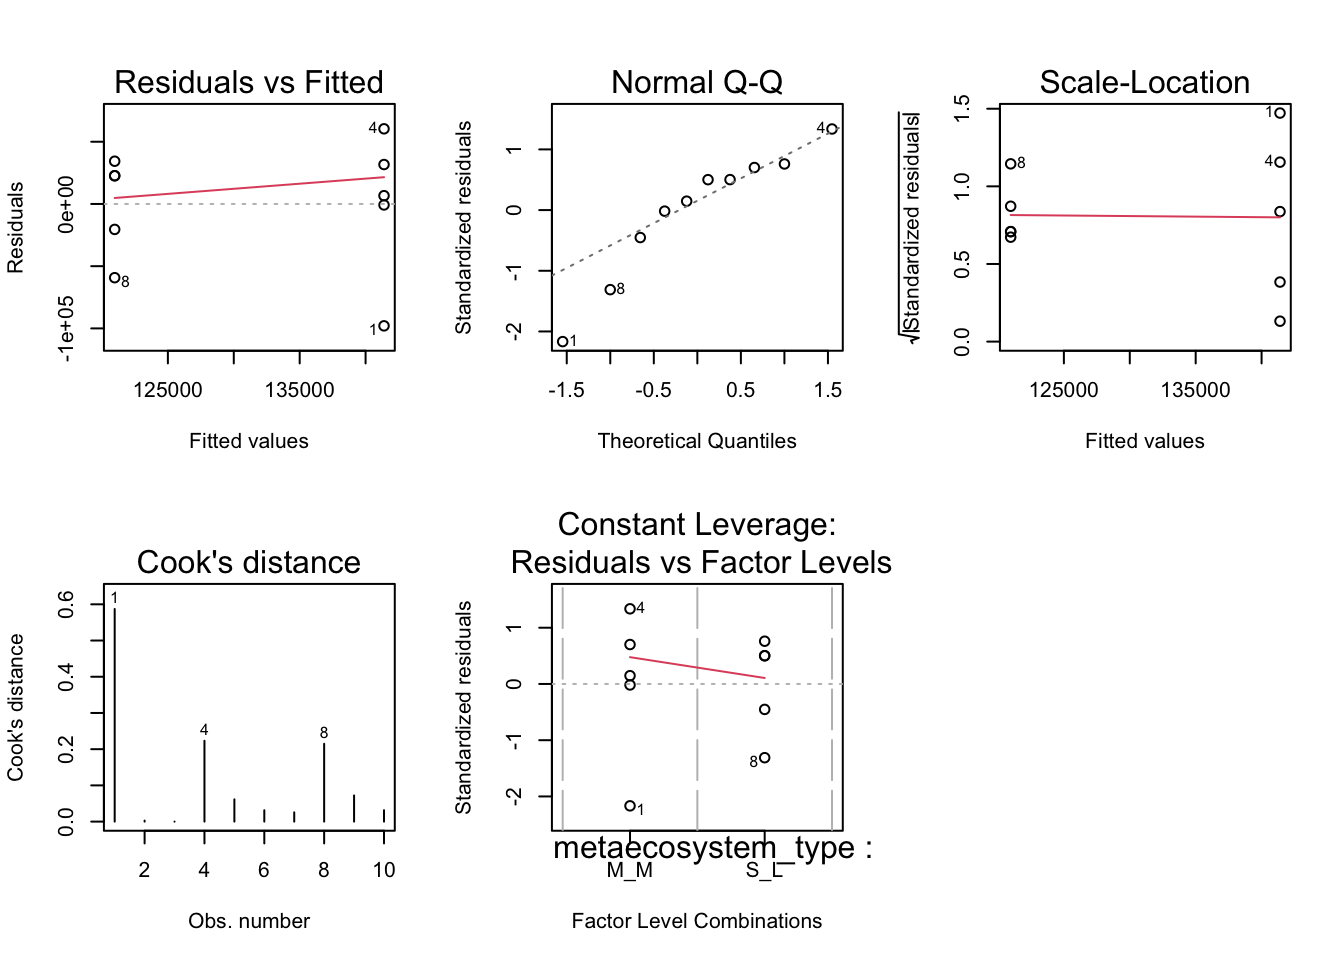 Residuals vs Fitted
Residuals
0e+00
-1e+05
4
8
1
125000
135000
Fitted values
Normal Q-Q
Standardized residuals
1
0
-1
-2
4
8
1
-1.5
-0.5
0.5
1.5
Theoretical Quantiles
Scale-Location
√|Standardized residuals|
1.5
1.0
0.5
0.0
1
4
8
125000
135000
Fitted values
Cook's distance
Cook's distance
0.6
0.4
0.2
0.0
1
4
8
2
4
6
8
10
Obs. number
Constant Leverage:
Residuals vs Factor Levels
Standardized residuals
1
0
-1
-2
4
8
1
metaecosystem_type :
M_M
S_L
Factor Level Combinations